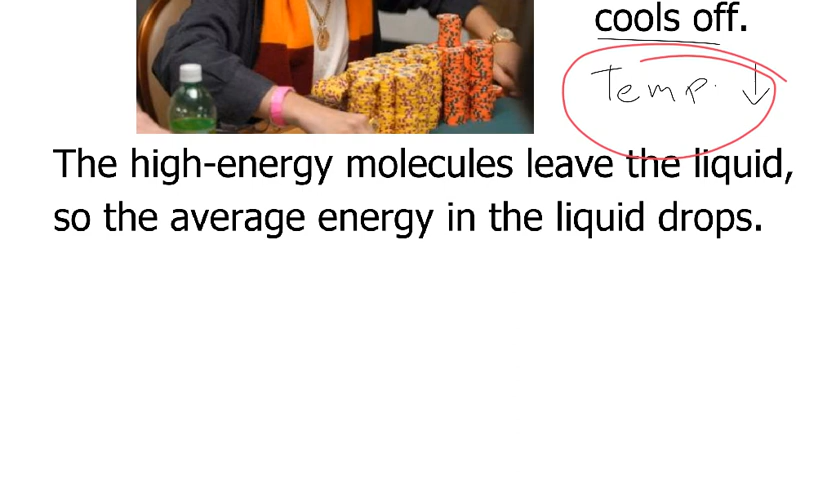 cools off.
Temp. ↓
The high-energy molecules leave the liquid,
so the average energy in the liquid drops.